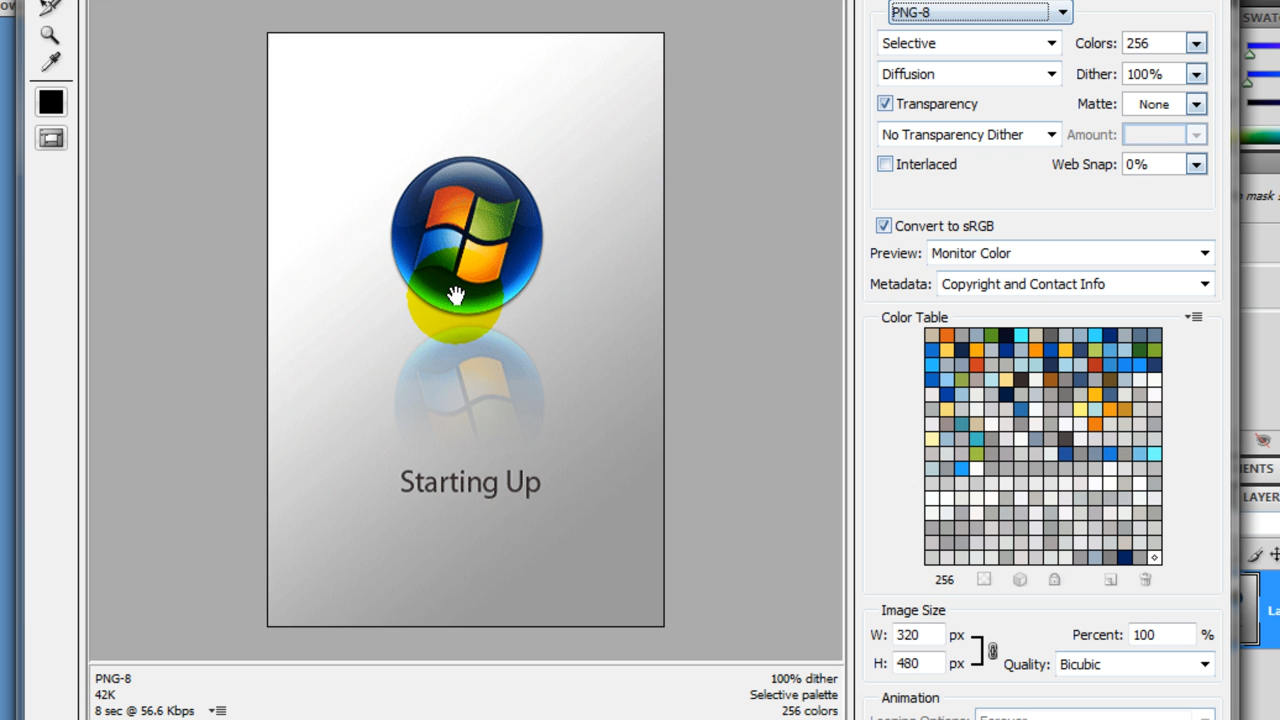 PNG-8
Selective
Colors: 256
Diffusion
Dither: 100%
Transparency
Matte: None
No Transparency Dither
Amount:
Interlaced
Web Snap: 0%
Convert to sRGB
Preview: Monitor Color
Metadata: Copyright and Contact Info
Color Table
256
Starting Up
Image Size
W: 320 px
Percent: 100 %
H: 480 px
Quality: Bicubic
Animation
PNG-8
42K
8 sec @ 56.6 Kbps
100% dither
Selective palette
256 colors
SWATC
n mask
ENTS
LAYER
La